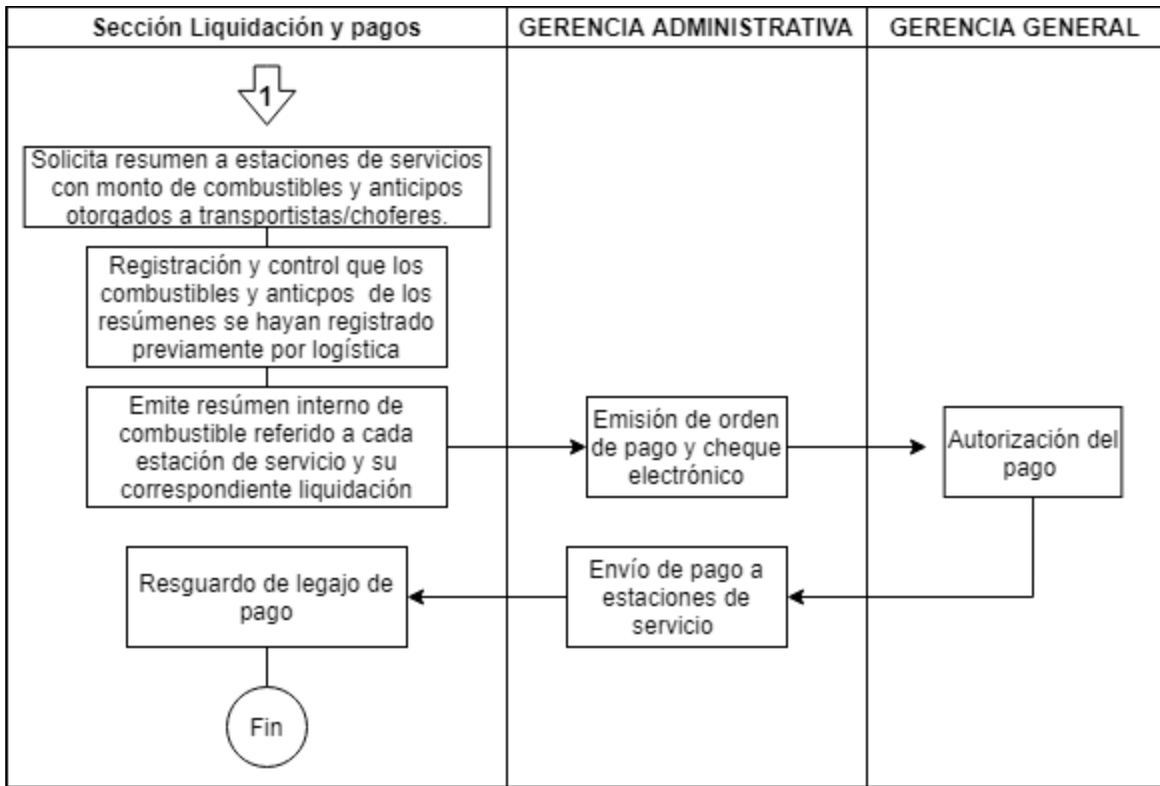 Sección Liquidación y pagos
GERENCIA ADMINISTRATIVA
GERENCIA GENERAL
1
Solicita resumen a estaciones de servicios
con monto de combustibles y anticipos
otorgados a transportistas/choferes.
Registración y control que los
combustibles y anticpos de los
resúmenes se hayan registrado
previamente por logística
Emite resúmen interno de
combustible referido a cada
estación de servicio y su
correspondiente liquidación
Emisión de orden
de pago y cheque
electrónico
Autorización del
pago
Envío de pago a
estaciones de
servicio
Resguardo de legajo de
pago
Fin